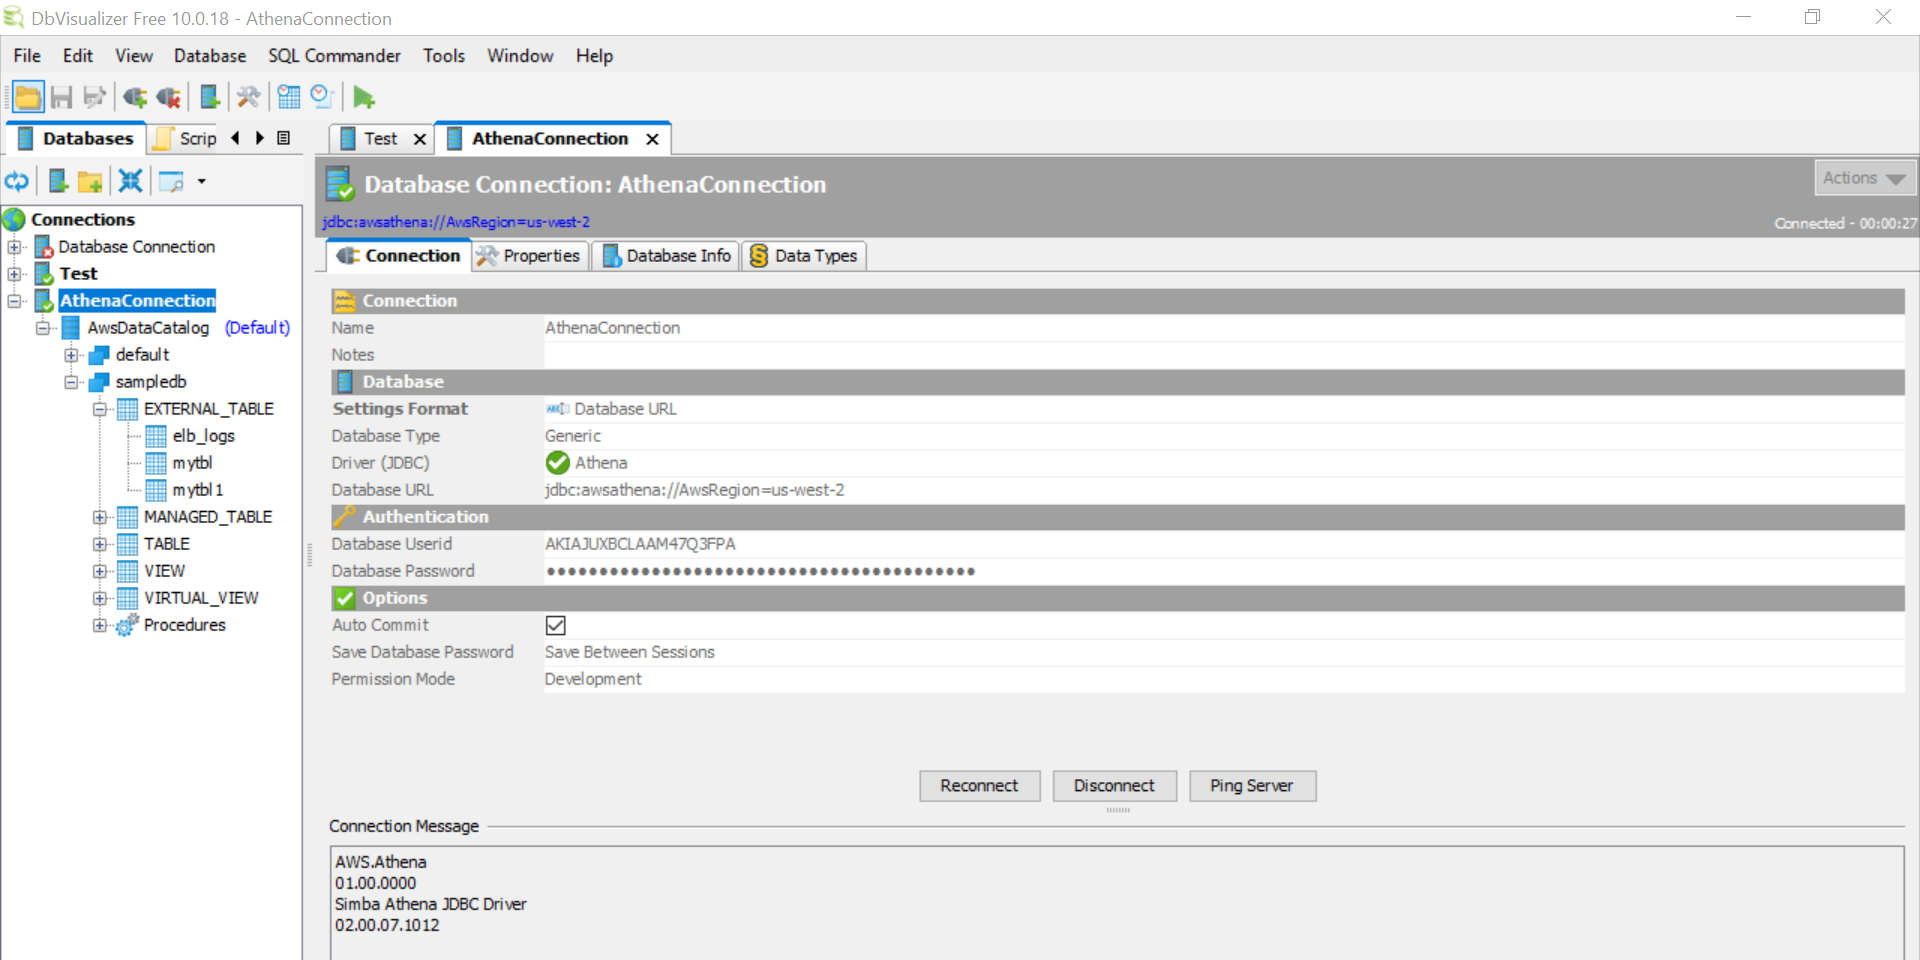 DbVisualizer Free 10.0.18 - AthenaConnection
File Edit View Database SQL Commander Tools Window Help
Databases Scrip
Test AthenaConnection
Database Connection: AthenaConnection
Actions
jdbc:awsathena://AwsRegion=us-west-2
Connected - 00:00:27
Connections
Database Connection
Test
AthenaConnection
AwsDataCatalog (Default)
default
sampledb
EXTERNAL_TABLE
elb_logs
mytbl
mytbl1
MANAGED_TABLE
TABLE
VIEW
VIRTUAL_VIEW
Procedures
Connection Properties Database Info Data Types
Connection
Name AthenaConnection
Notes
Database
Settings Format Database URL
Database Type Generic
Driver (JDBC) Athena
Database URL jdbc:awsathena://AwsRegion=us-west-2
Authentication
Database Userid AKIAJUXBCLAAM47Q3FPA
Database Password ●●●●●●●●●●●●●●●●●●●●●●●●●●●●●●●●●●●●●●●●
Options
Auto Commit
Save Database Password Save Between Sessions
Permission Mode Development
Reconnect Disconnect Ping Server
Connection Message
AWS.Athena
01.00.0000
Simba Athena JDBC Driver
02.00.07.1012